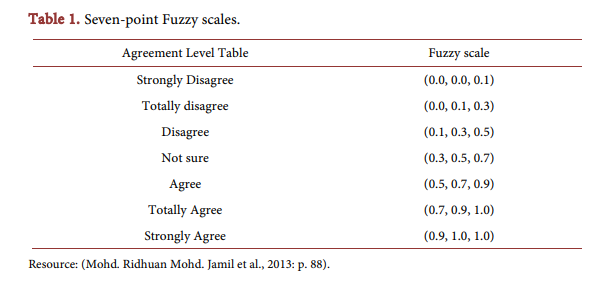 Table 1. Seven-point Fuzzy scales.
Agreement Level Table Fuzzy scale
Strongly Disagree (0.0, 0.0, 0.1)
Totally disagree (0.0, 0.1, 0.3)
Disagree (0.1, 0.3, 0.5)
Not sure (0.3, 0.5, 0.7)
Agree (0.5, 0.7, 0.9)
Totally Agree (0.7, 0.9, 1.0)
Strongly Agree (0.9, 1.0, 1.0)
Resource: (Mohd. Ridhuan Mohd. Jamil et al., 2013: p. 88).